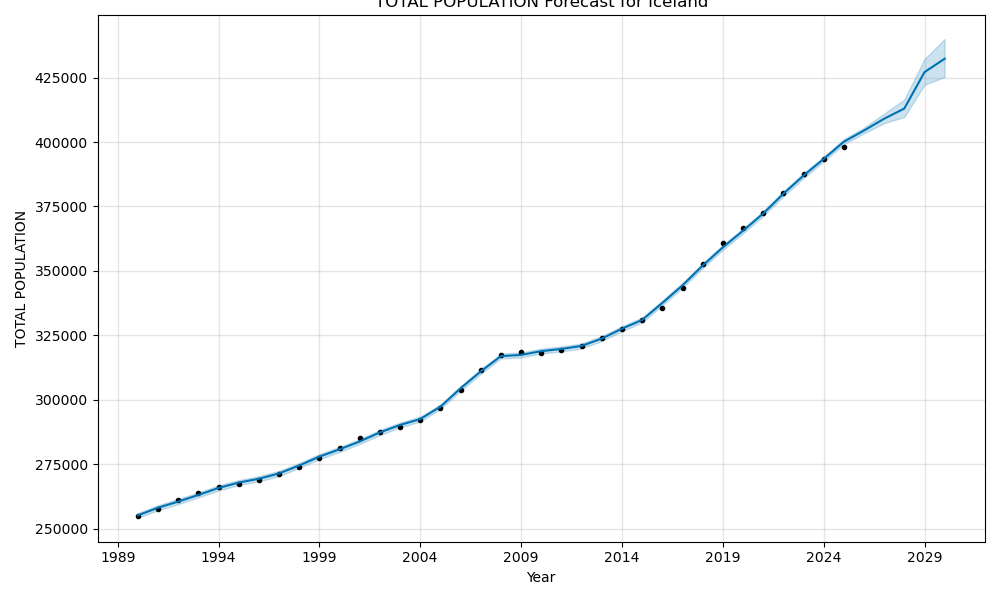 TOTAL POPULATION Forecast for Iceland
425000
400000
375000
350000
325000
300000
275000
250000
TOTAL POPULATION
1989 1994 1999 2004 2009 2014 2019 2024 2029
Year